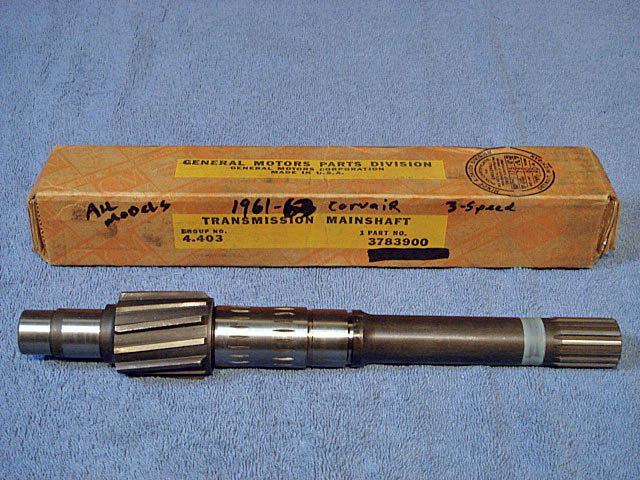 GENERAL MOTORS PARTS DIVISION
GENERAL MOTORS CORPORATION
MADE IN U.S.A.
ALL MODELS 1961- CorvaiR 3-Speed
TRANSMISSION MAINSHAFT
GROUP NO. 1 PART NO.
4.403 3783900